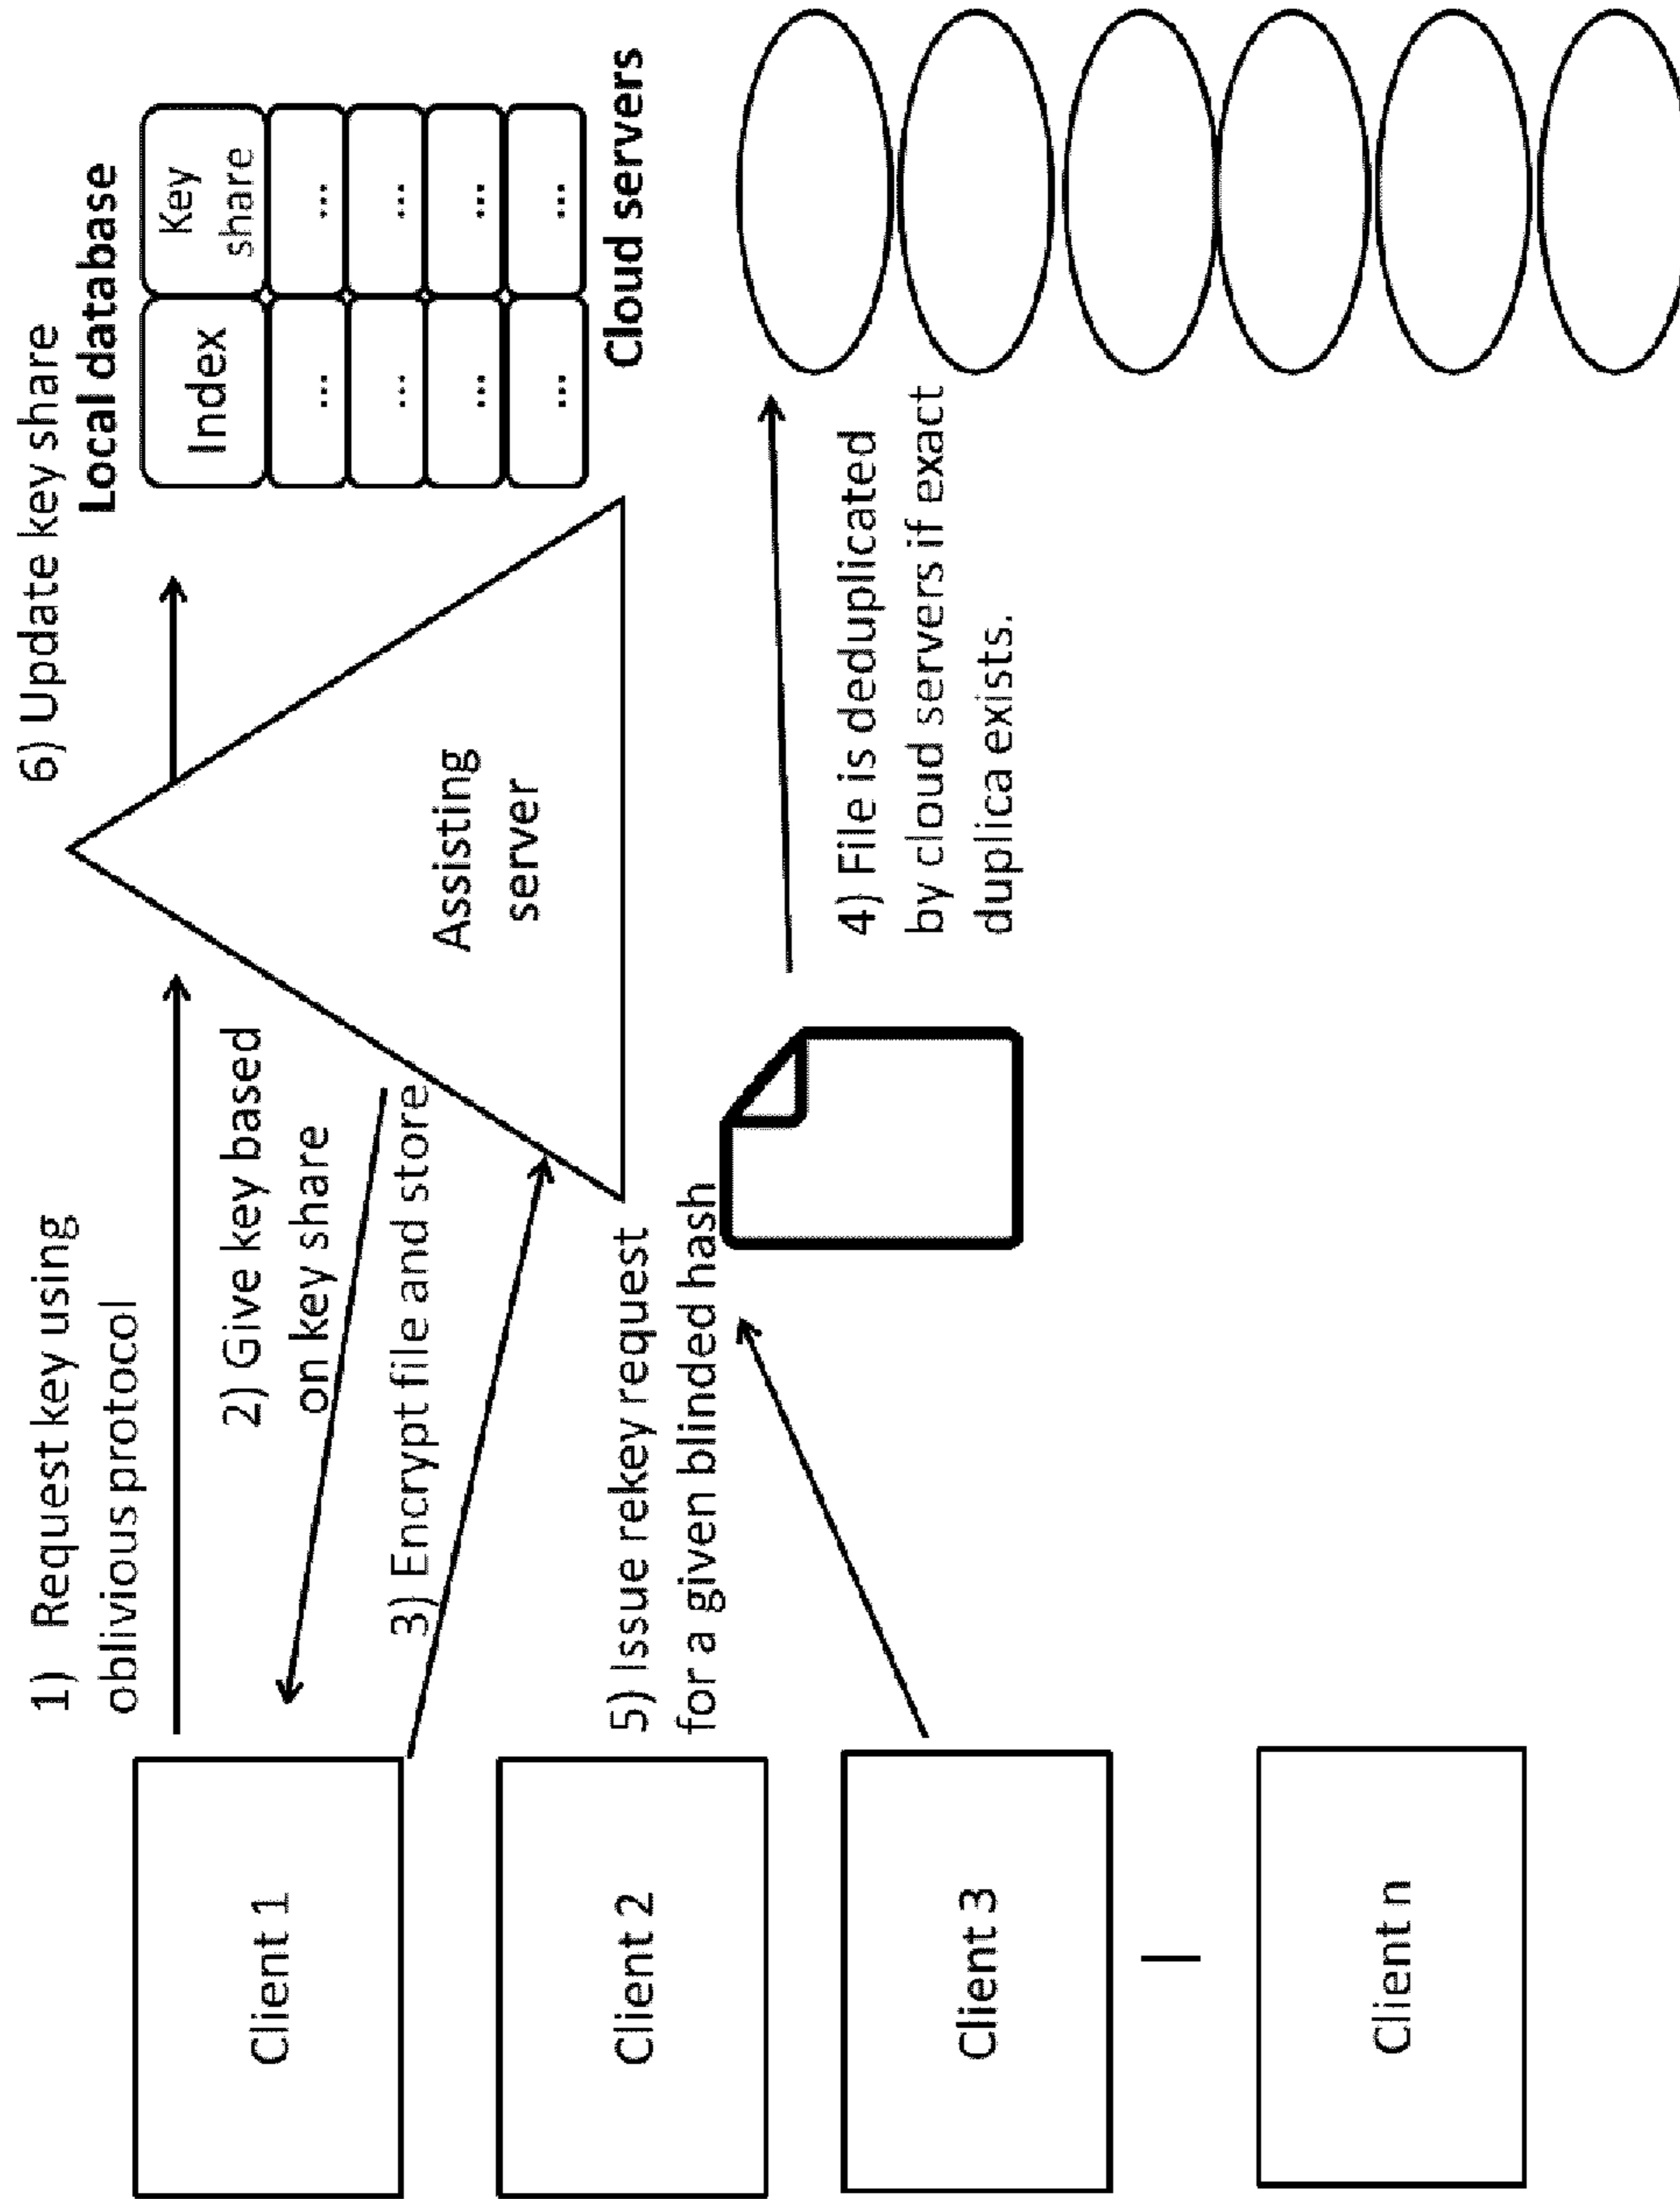 1) Request key using
oblivious protocol
2) Give key based
on key share
3) Encrypt file and store
5) Issue rekey request
for a given blinded hash
Client 1
Client 2
Client 3
Client n
Assisting
server
6) Update key share
Local database
Index
Key
share
...
...
...
...
...
...
...
...
Cloud servers
4) File is deduplicated
by cloud servers if exact
duplica exists.